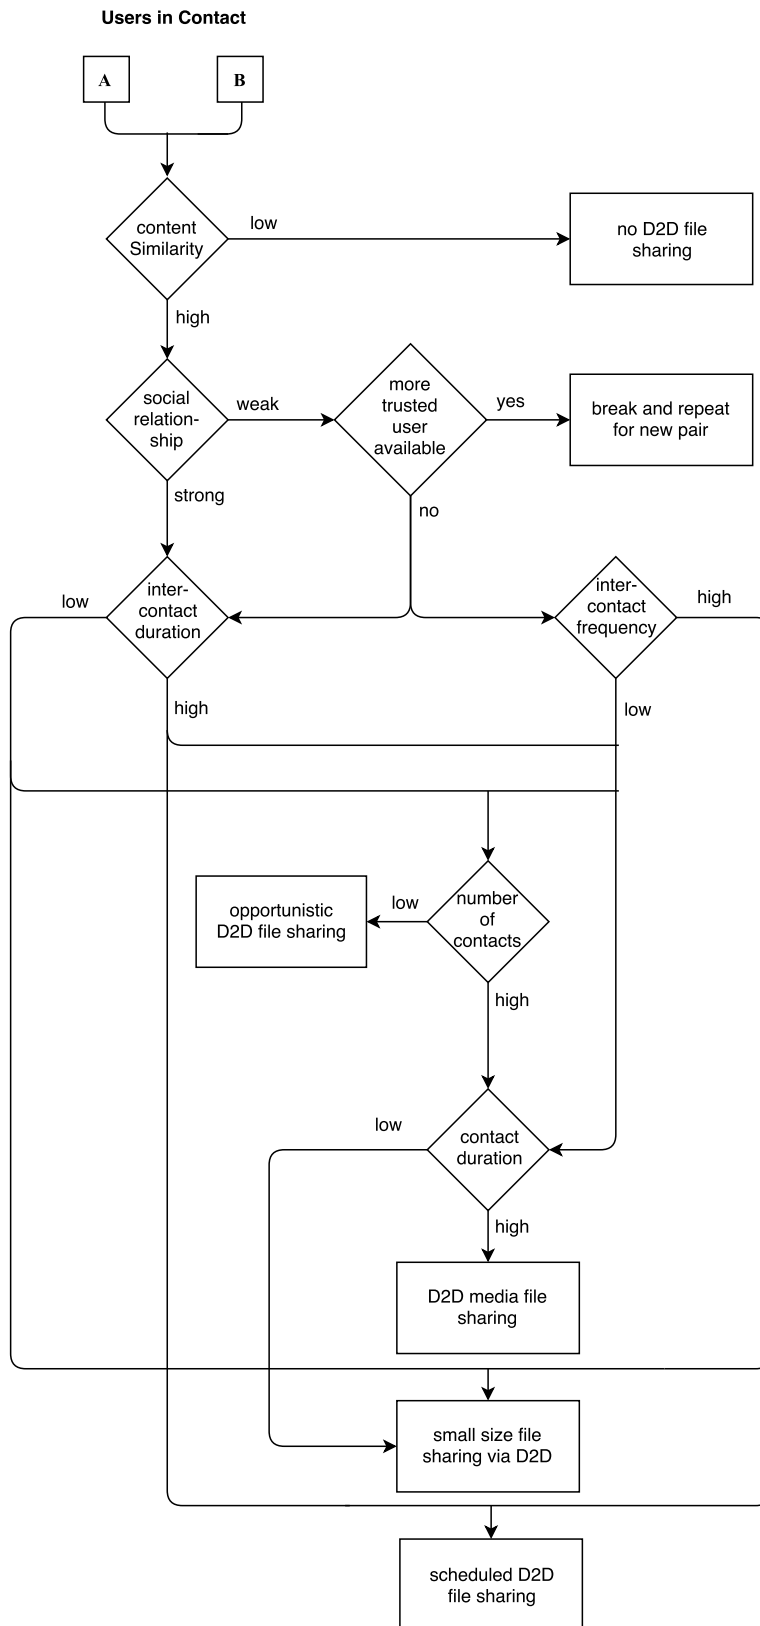 Users in Contact
A
B
content
Similarity
low
no D2D file
sharing
high
social
relation-
ship
weak
more
trusted
user
available
yes
break and repeat
for new pair
strong
no
inter-
contact
duration
low
inter-
contact
frequency
high
high
low
number
of
contacts
low
opportunistic
D2D file sharing
high
contact
duration
low
high
D2D media file
sharing
small size file
sharing via D2D
scheduled D2D
file sharing